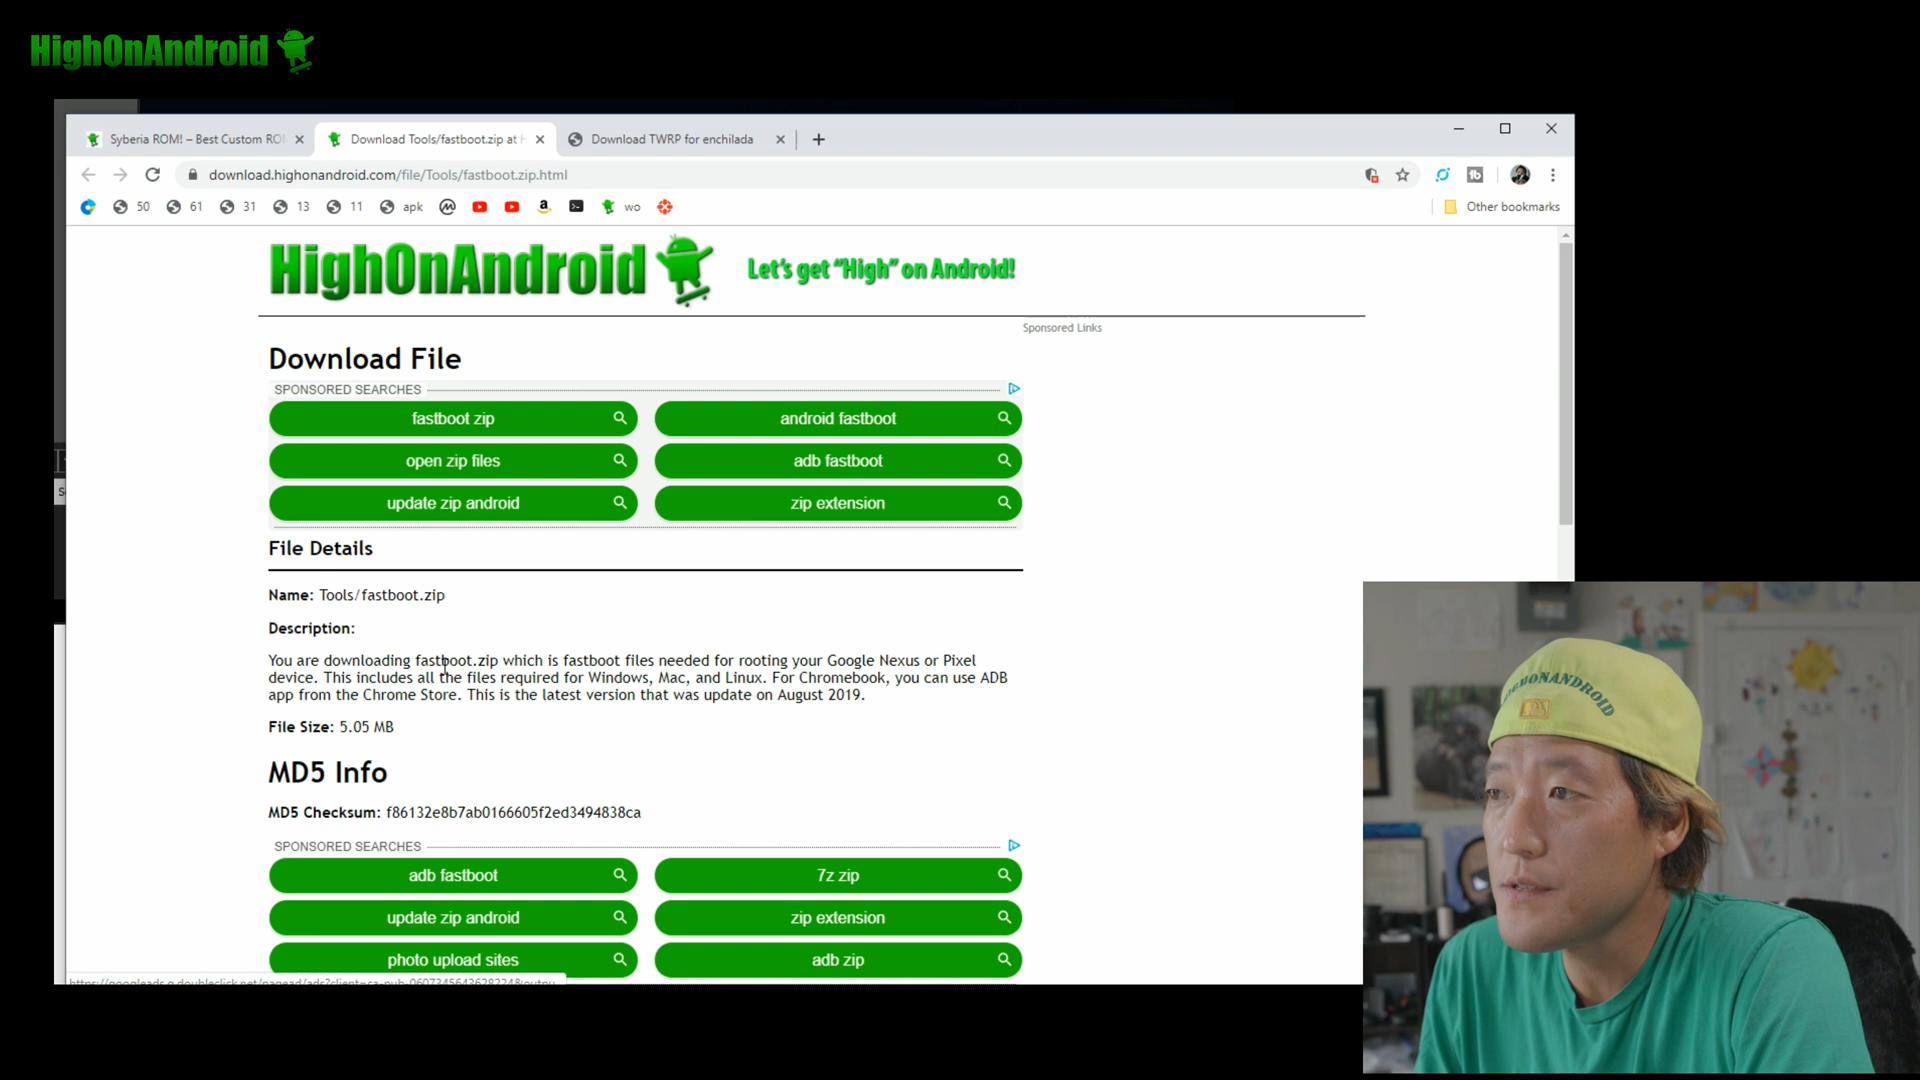 HighOnAndroid
Syberia ROM! – Best Custom RO
Download Tools/fastboot.zip at H
Download TWRP for enchilada
download.highonandroid.com/file/Tools/fastboot.zip.html
50
61
31
13
11
apk
wo
Other bookmarks
HighOnAndroid
Let's get "High" on Android!
Sponsored Links
Download File
SPONSORED SEARCHES
fastboot zip
android fastboot
open zip files
adb fastboot
update zip android
zip extension
File Details
Name: Tools/fastboot.zip
Description:
You are downloading fastboot.zip which is fastboot files needed for rooting your Google Nexus or Pixel
device. This includes all the files required for Windows, Mac, and Linux. For Chromebook, you can use ADB
app from the Chrome Store. This is the latest version that was update on August 2019.
File Size: 5.05 MB
MD5 Info
MD5 Checksum: f86132e8b7ab0166605f2ed3494838ca
SPONSORED SEARCHES
adb fastboot
7z zip
update zip android
zip extension
photo upload sites
adb zip
HIGHONANDROID